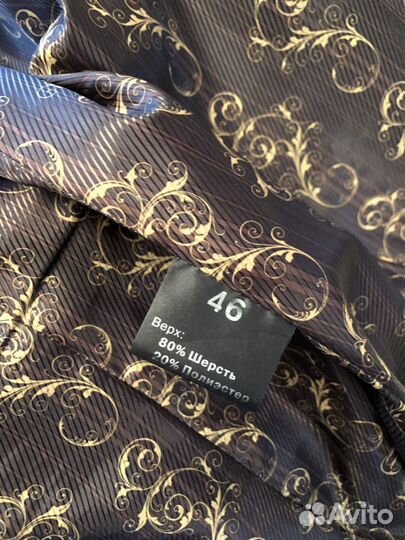 46
Верх:
80% Шерсть
20% Полиэстер
Avito